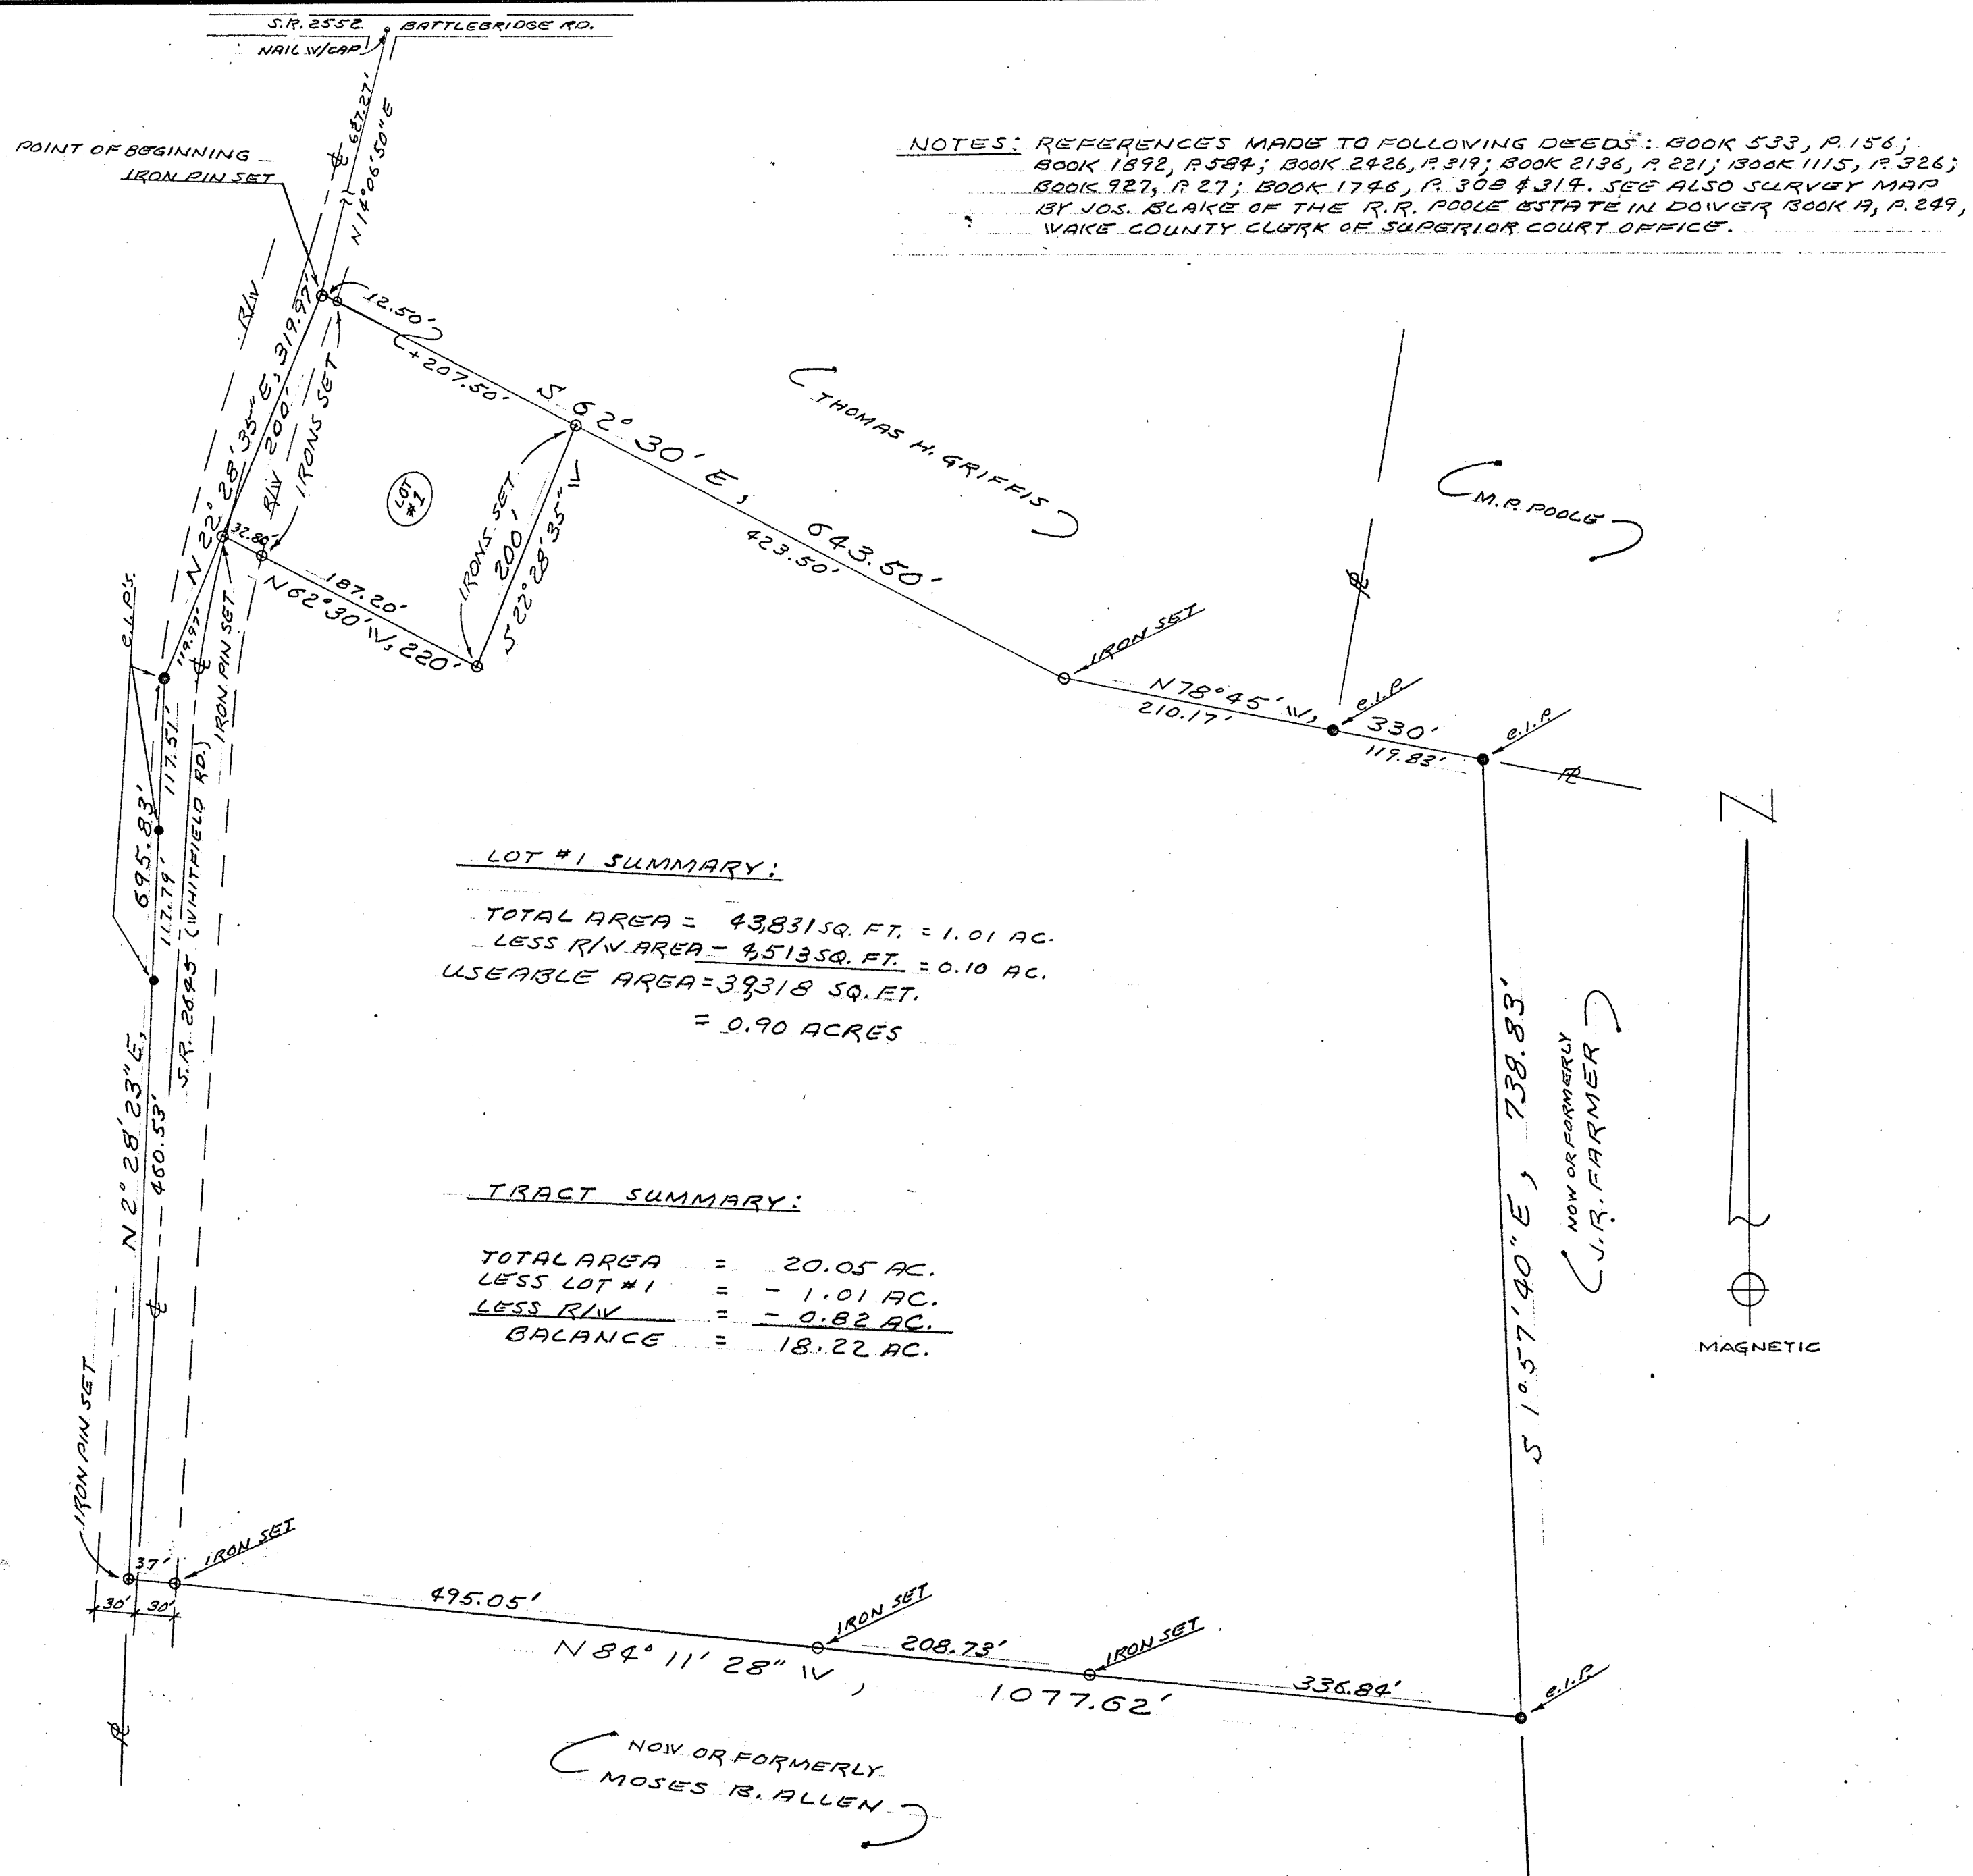 S.R. 2552 BATTLEBRIDGE RD.
NAIL W/CAP
℄ 627.27'
N14°06'50"E
POINT OF BEGINNING
IRON PIN SET
NOTES: REFERENCES MADE TO FOLLOWING DEEDS: BOOK 533, P. 156;
BOOK 1892, P. 584; BOOK 2426, P. 319; BOOK 2136, P. 221; BOOK 1115, P. 326;
BOOK 927, P. 27; BOOK 1746, P. 308 & 314. SEE ALSO SURVEY MAP
BY JOS. BLAKE OF THE R.R. POOLE ESTATE IN DOWER BOOK A, P. 249,
WAKE COUNTY CLERK OF SUPERIOR COURT OFFICE.
R/W
N 22° 28' 35" E, 319.97'
R/W 200'
IRONS SET
12.50'
+207.50'
S 62° 30' E, 643.50'
423.50'
THOMAS H. GRIFFIS
M.P. POOLE
LOT #1
IRONS SET
200'
S 22° 28' 35" W
32.80'
187.20'
N 62° 30' W, 220'
IRON PIN SET
119.97'
℄
e.I.P's.
IRON SET
N 78° 45' W, 330'
210.17'
119.83'
e.I.P.
e.I.P.
℄
℄
117.51'
695.83'
117.79'
S.R. 2645 (WHITFIELD RD.)
N 2° 28' 23" E,
460.53'
℄
LOT #1 SUMMARY:
TOTAL AREA = 43,831 SQ. FT. = 1.01 AC.
LESS R/W AREA - 4,513 SQ. FT. = 0.10 AC.
USEABLE AREA = 39,318 SQ. FT.
= 0.90 ACRES
TRACT SUMMARY:
TOTAL AREA = 20.05 AC.
LESS LOT #1 = - 1.01 AC.
LESS R/W = - 0.82 AC.
BALANCE = 18.22 AC.
S 1° 57' 40" E, 738.83'
NOW OR FORMERLY
J.R. FARMER
N
MAGNETIC
IRON PIN SET
37'
IRON SET
30' 30'
495.05'
IRON SET
208.73'
IRON SET
336.84'
e.I.P.
N 84° 11' 28" W, 1077.62'
℄
NOW OR FORMERLY
MOSES B. ALLEN